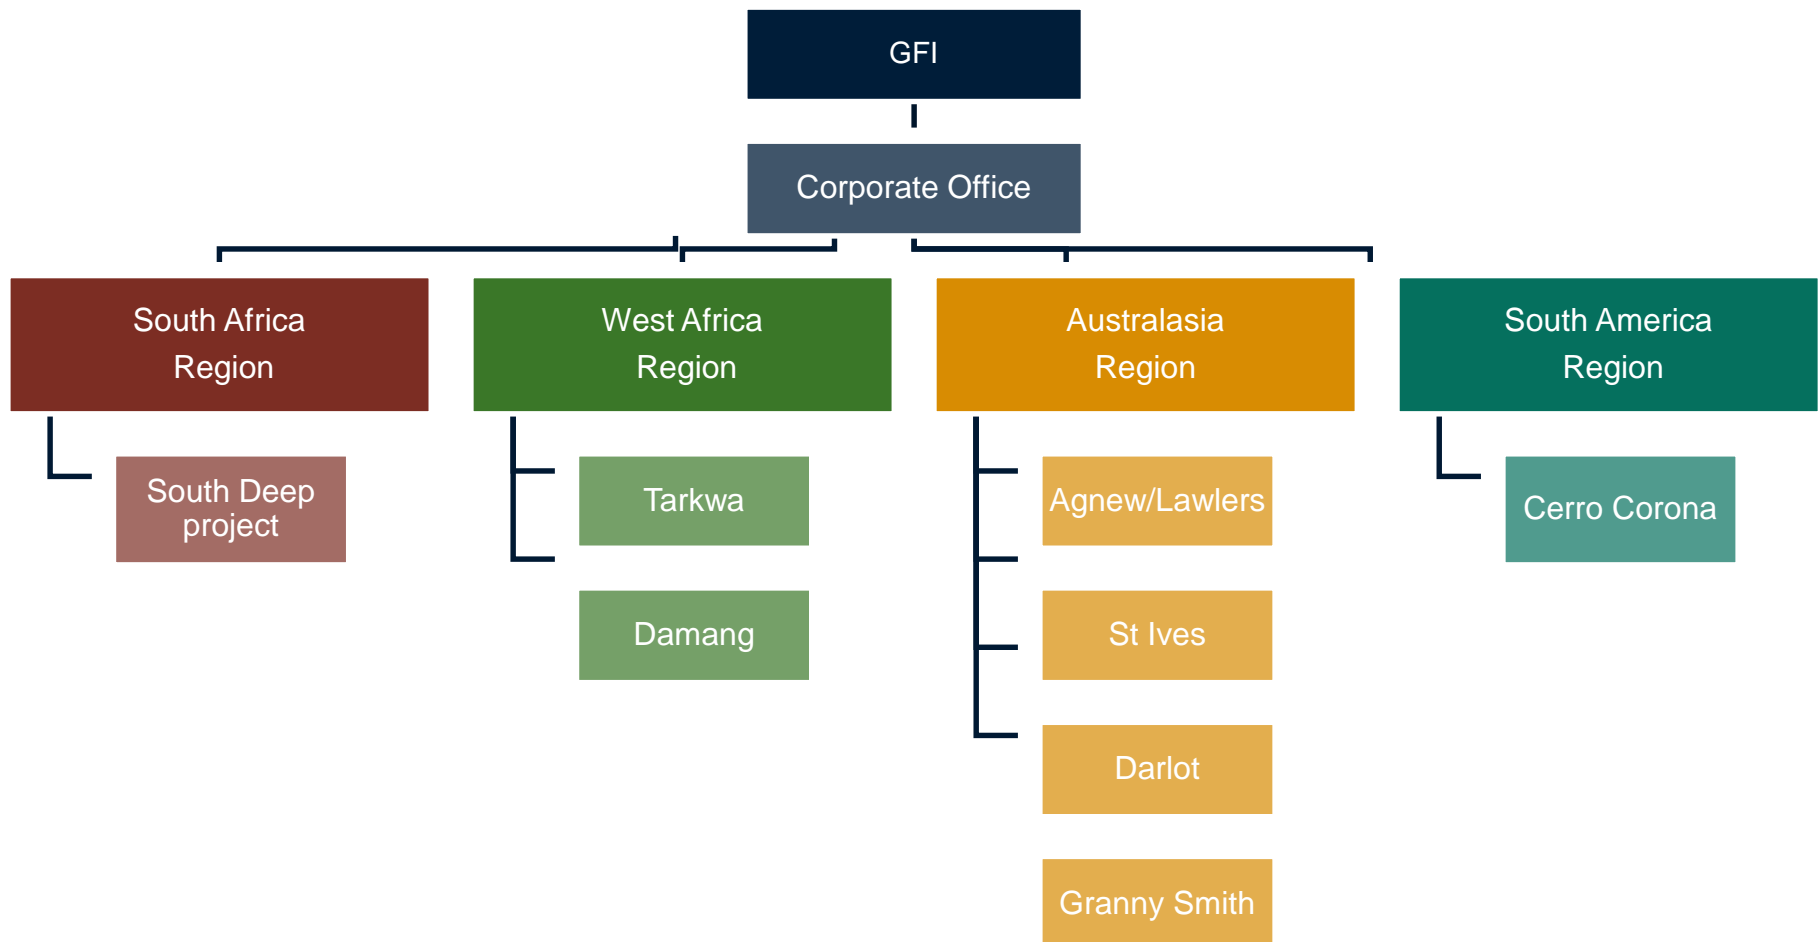 GFI
Corporate Office
South Africa
Region
West Africa
Region
Australasia
Region
South America
Region
South Deep
project
Tarkwa
Damang
Agnew/Lawlers
St Ives
Darlot
Granny Smith
Cerro Corona